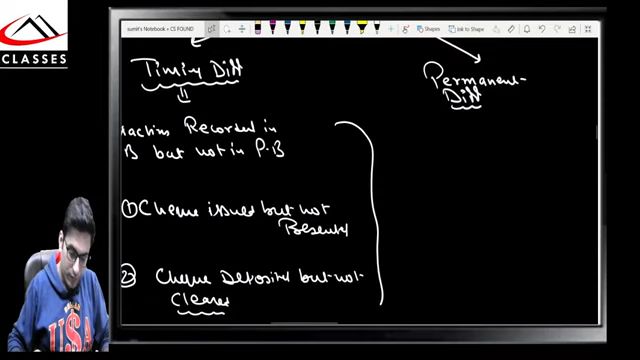 CLASSES
sumit's Notebook » CS FOUND
Shapes
Ink to Shape
Timing Diff
Permanent
Diff
Recorded in
B but not in P.B
① Cheque issued but not
Presented
② Cheque Deposited but not
Cleared
USA